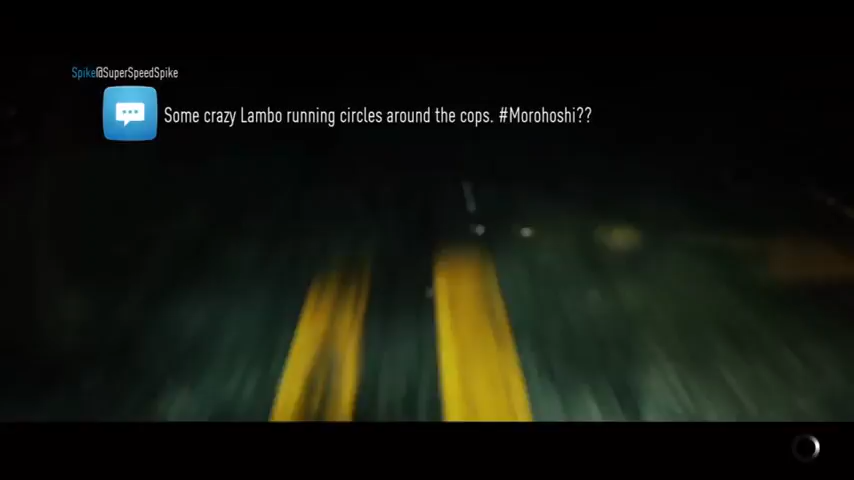 Spike@SuperSpeedSpike
Some crazy Lambo running circles around the cops. #Morohoshi??